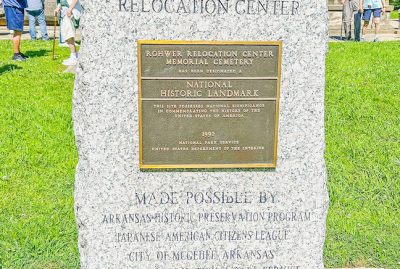 RELOCATION CENTER
ROHWER RELOCATION CENTER
MEMORIAL CEMETERY
HAS BEEN DESIGNATED A
NATIONAL
HISTORIC LANDMARK
THIS SITE POSSESSES NATIONAL SIGNIFICANCE
IN COMMEMORATING THE HISTORY OF THE
UNITED STATES OF AMERICA
1992
NATIONAL PARK SERVICE
UNITED STATES DEPARTMENT OF THE INTERIOR
MADE POSSIBLE BY
ARKANSAS HISTORIC PRESERVATION PROGRAM
JAPANESE AMERICAN CITIZENS LEAGUE
CITY OF MCGEHEE, ARKANSAS
SERVICE